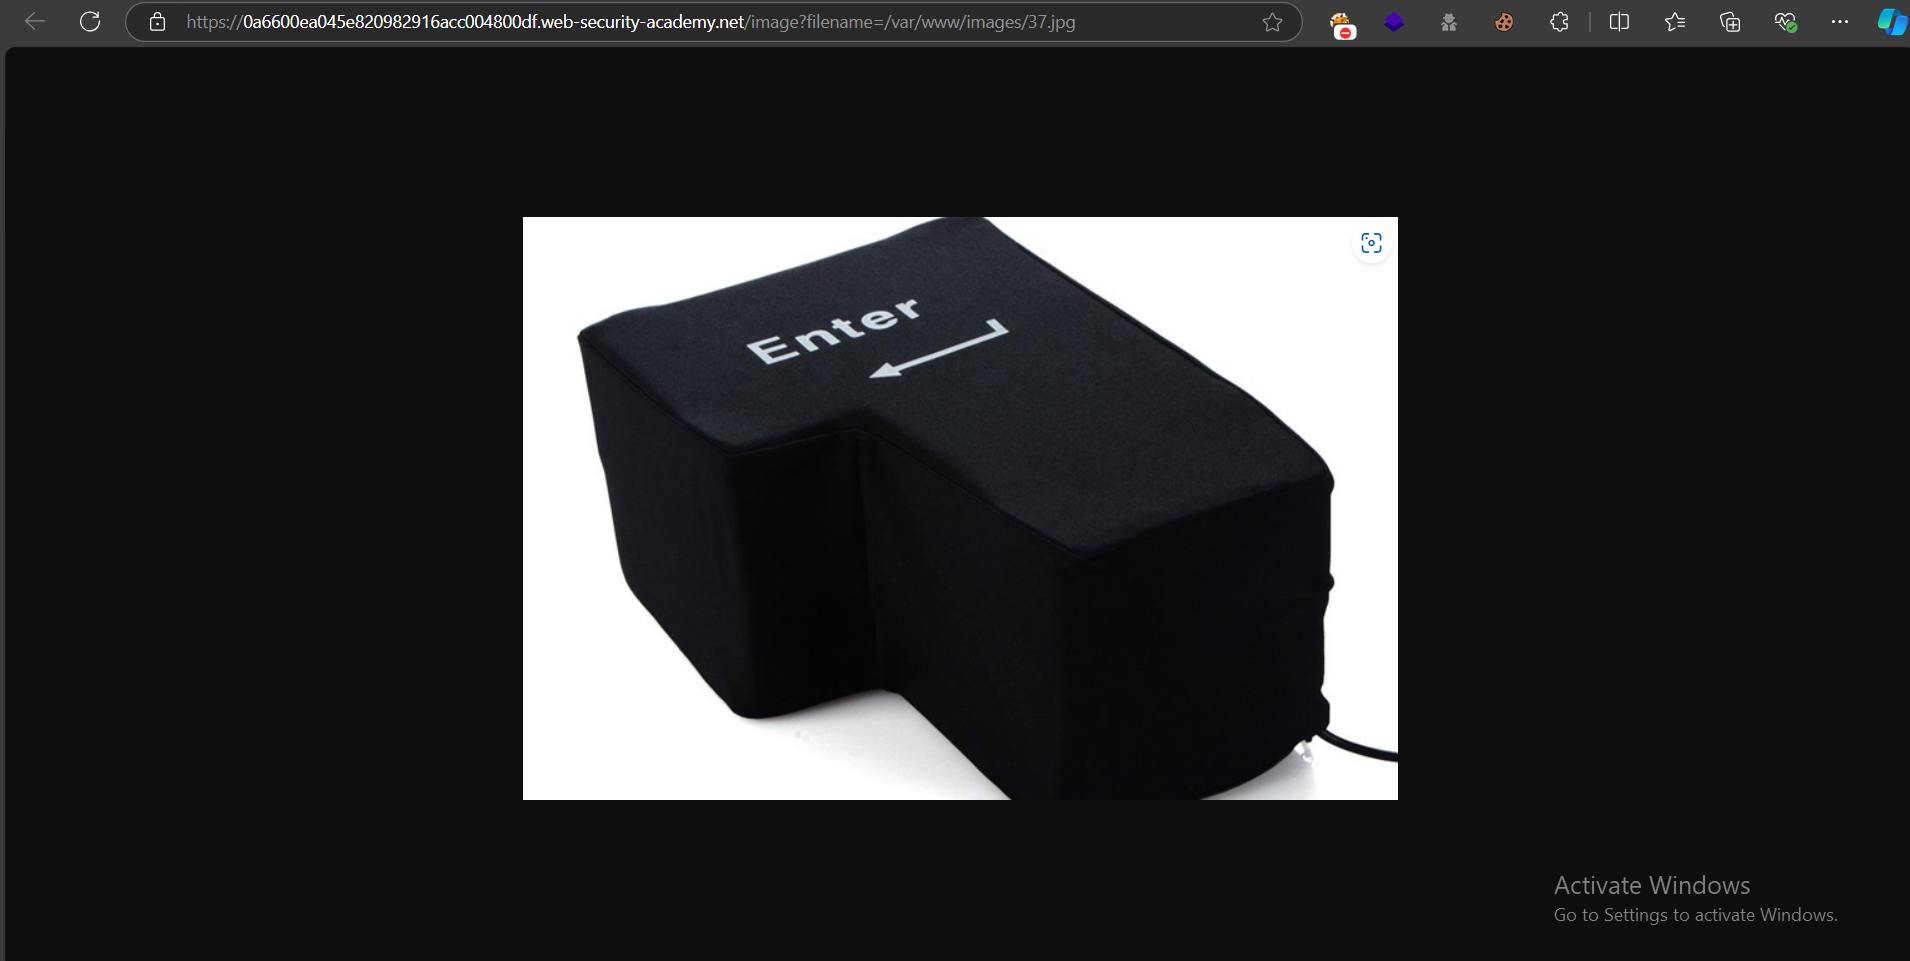 https://0a6600ea045e820982916acc004800df.web-security-academy.net/image?filename=/var/www/images/37.jpg
Enter
Activate Windows
Go to Settings to activate Windows.